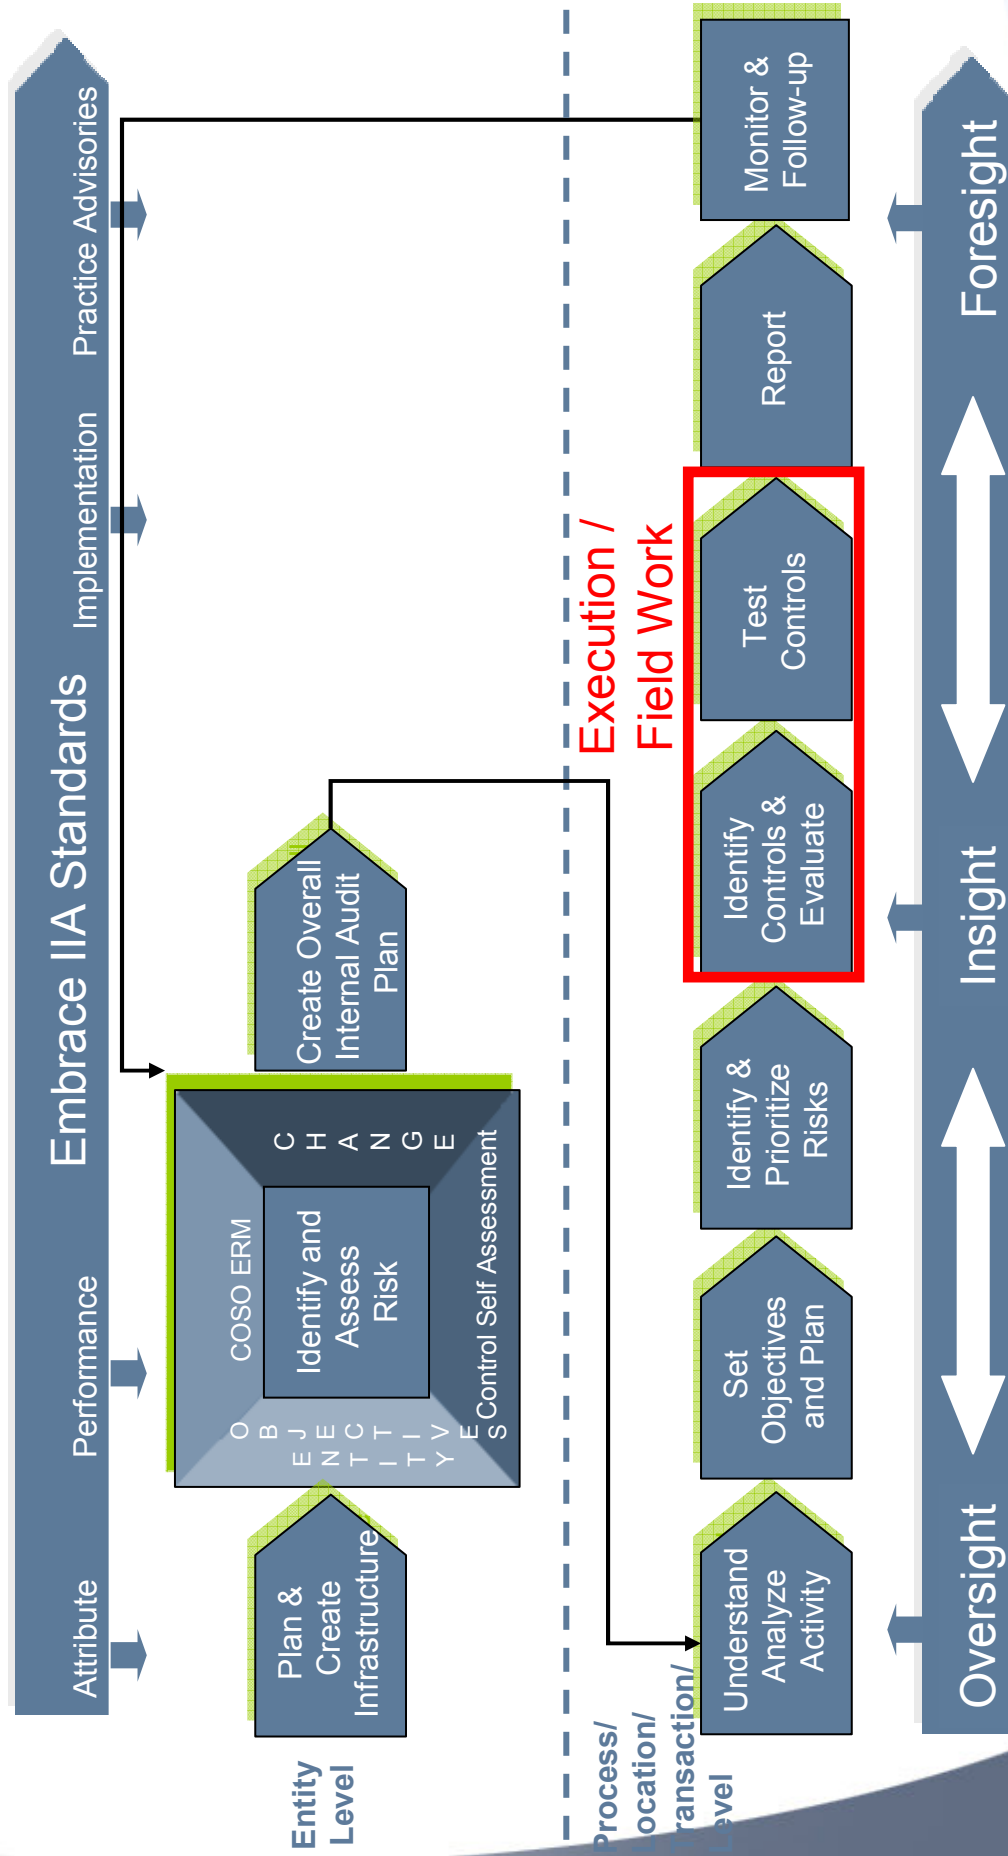 Embrace IIA Standards
Attribute
Performance
Implementation
Practice Advisories
Entity
Level
Plan &
Create
Infrastructure
COSO ERM
ENTITY
OBJECTIVES
Identify and
Assess
Risk
CHANGE
Control Self Assessment
Create Overall
Internal Audit
Plan
Process/
Location/
Transaction/
Level
Execution /
Field Work
Understand
Analyze
Activity
Set
Objectives
and Plan
Identify &
Prioritize
Risks
Identify
Controls &
Evaluate
Test
Controls
Report
Monitor &
Follow-up
Oversight
Insight
Foresight